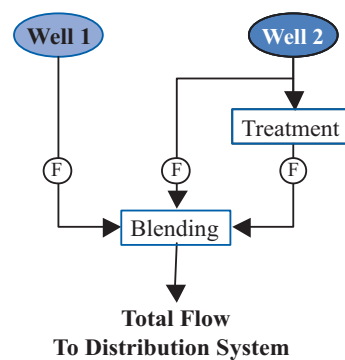 Well 1
Well 2
Treatment
F
F
F
Blending
Total Flow
To Distribution System